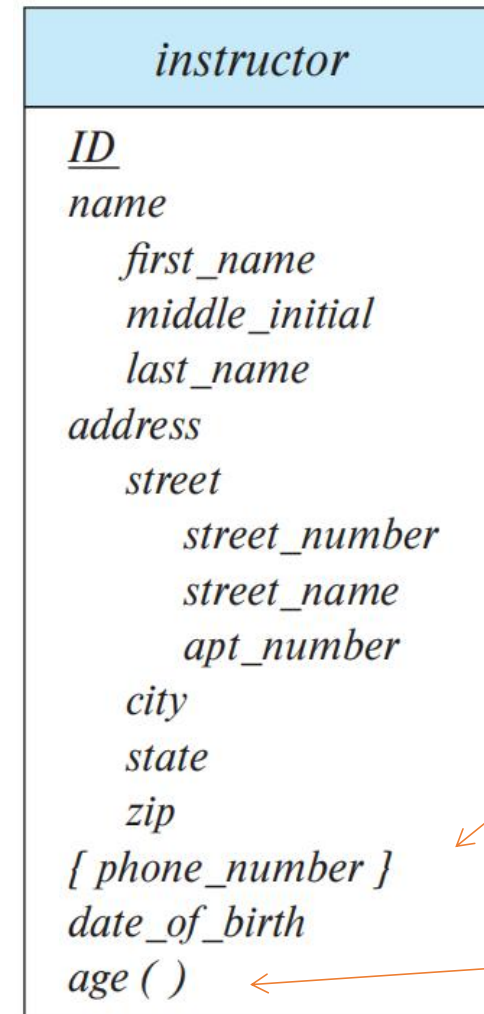 instructor
ID
name
first_name
middle_initial
last_name
address
street
street_number
street_name
apt_number
city
state
zip
{ phone_number }
date_of_birth
age ( )